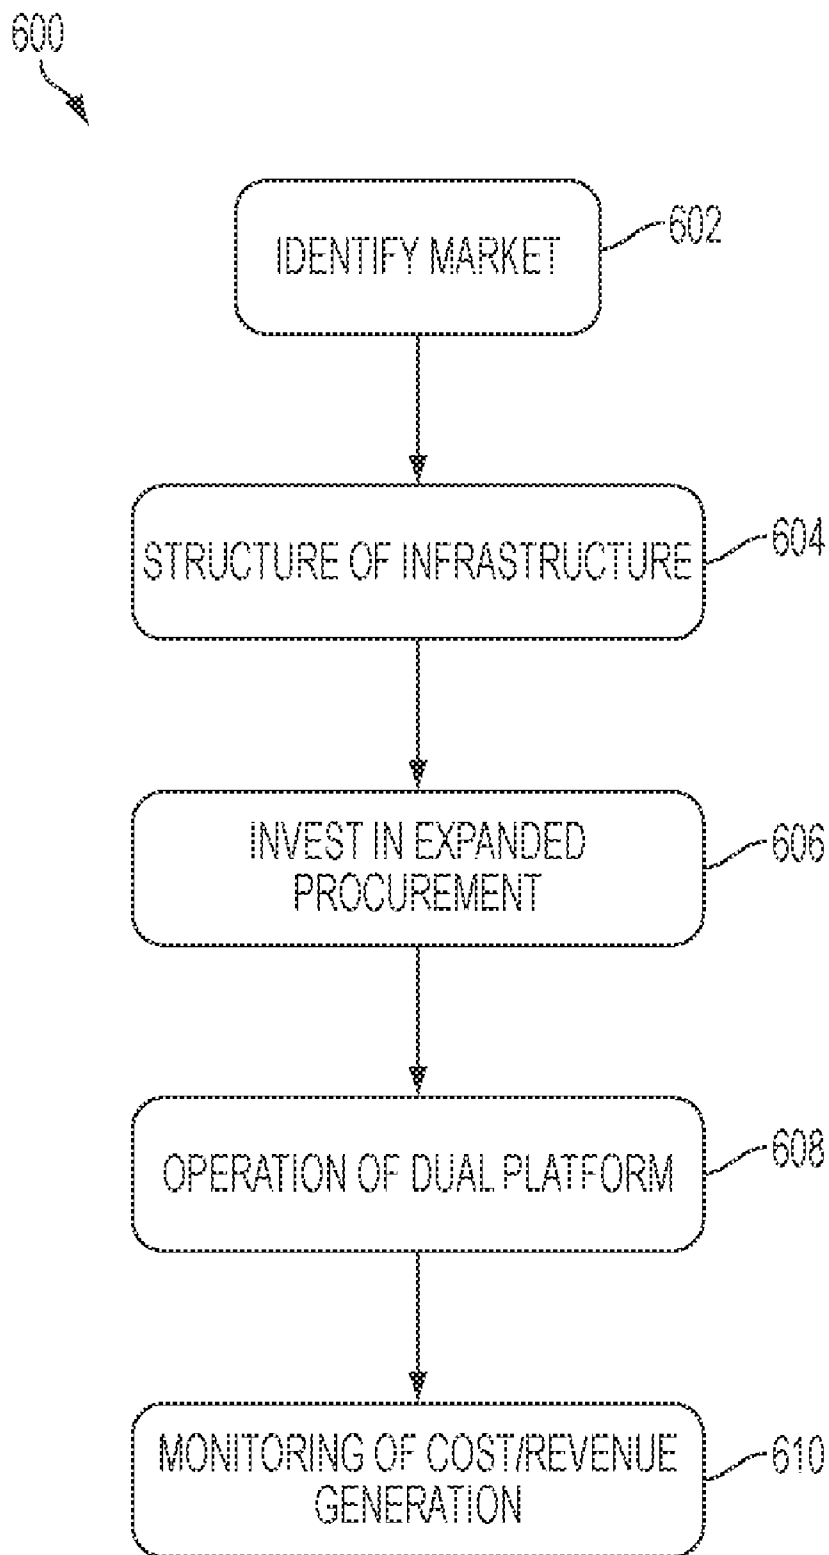 600
IDENTIFY MARKET
602
STRUCTURE OF INFRASTRUCTURE
604
INVEST IN EXPANDED
PROCUREMENT
606
OPERATION OF DUAL PLATFORM
608
MONITORING OF COST/REVENUE
GENERATION
610